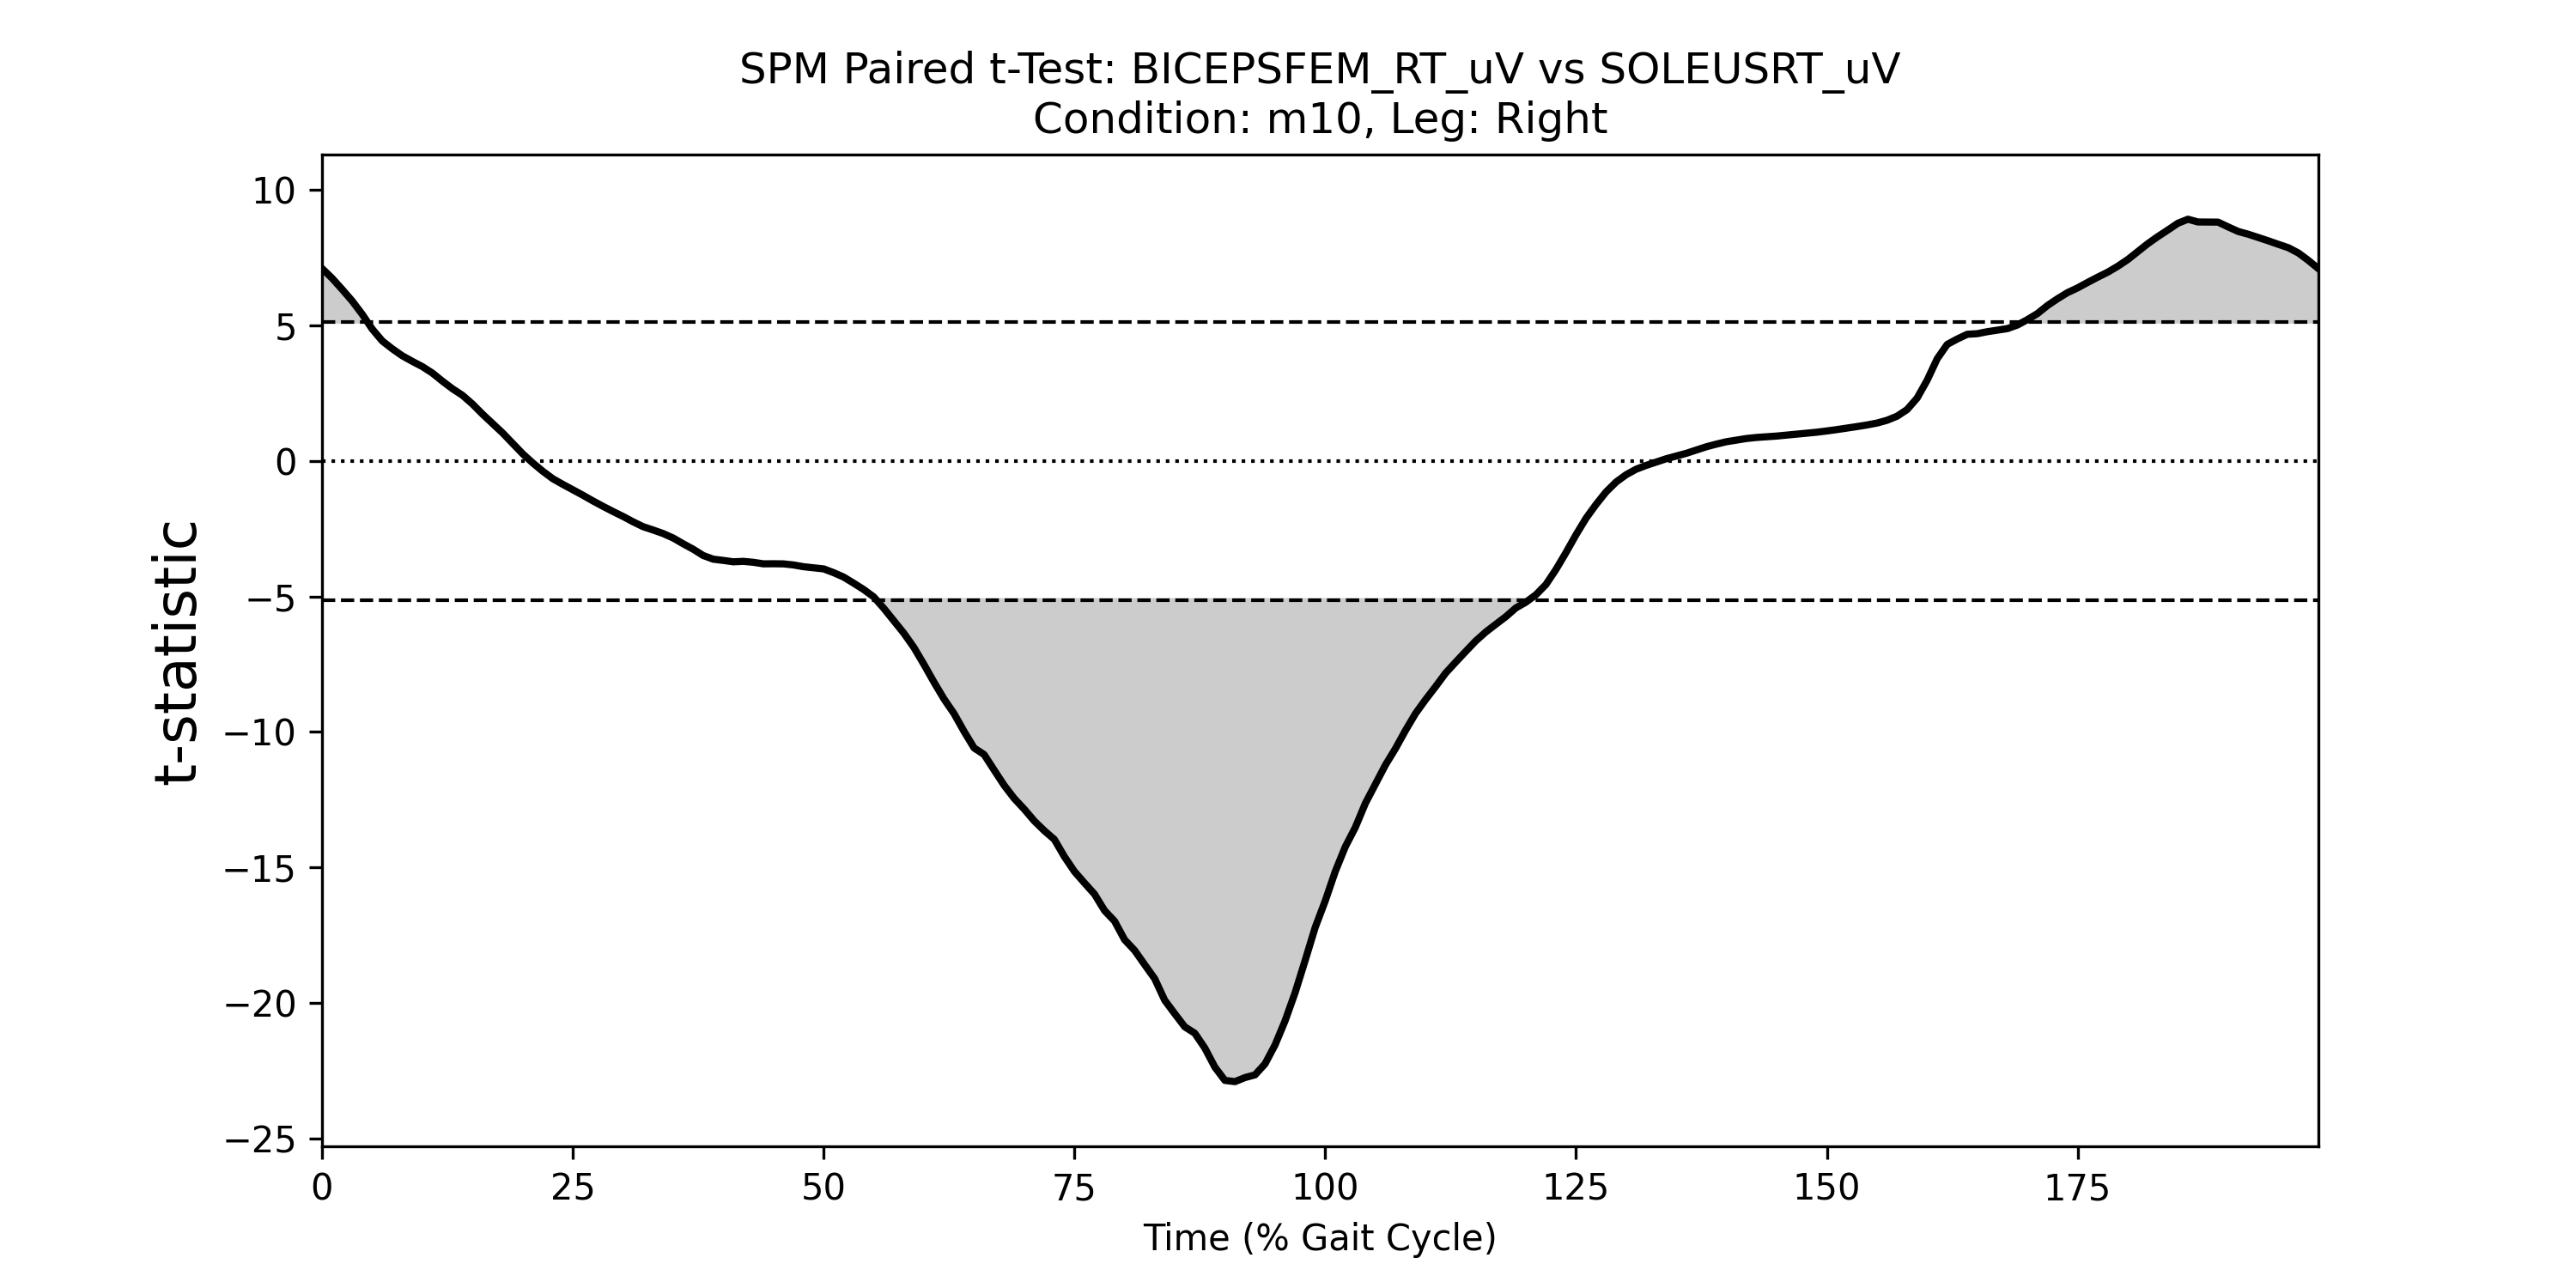 SPM Paired t-Test: BICEPSFEM_RT_uV vs SOLEUSRT_uV
Condition: m10, Leg: Right
10
5
0
−5
−10
−15
−20
−25
t-statistic
0 25 50 75 100 125 150 175
Time (% Gait Cycle)